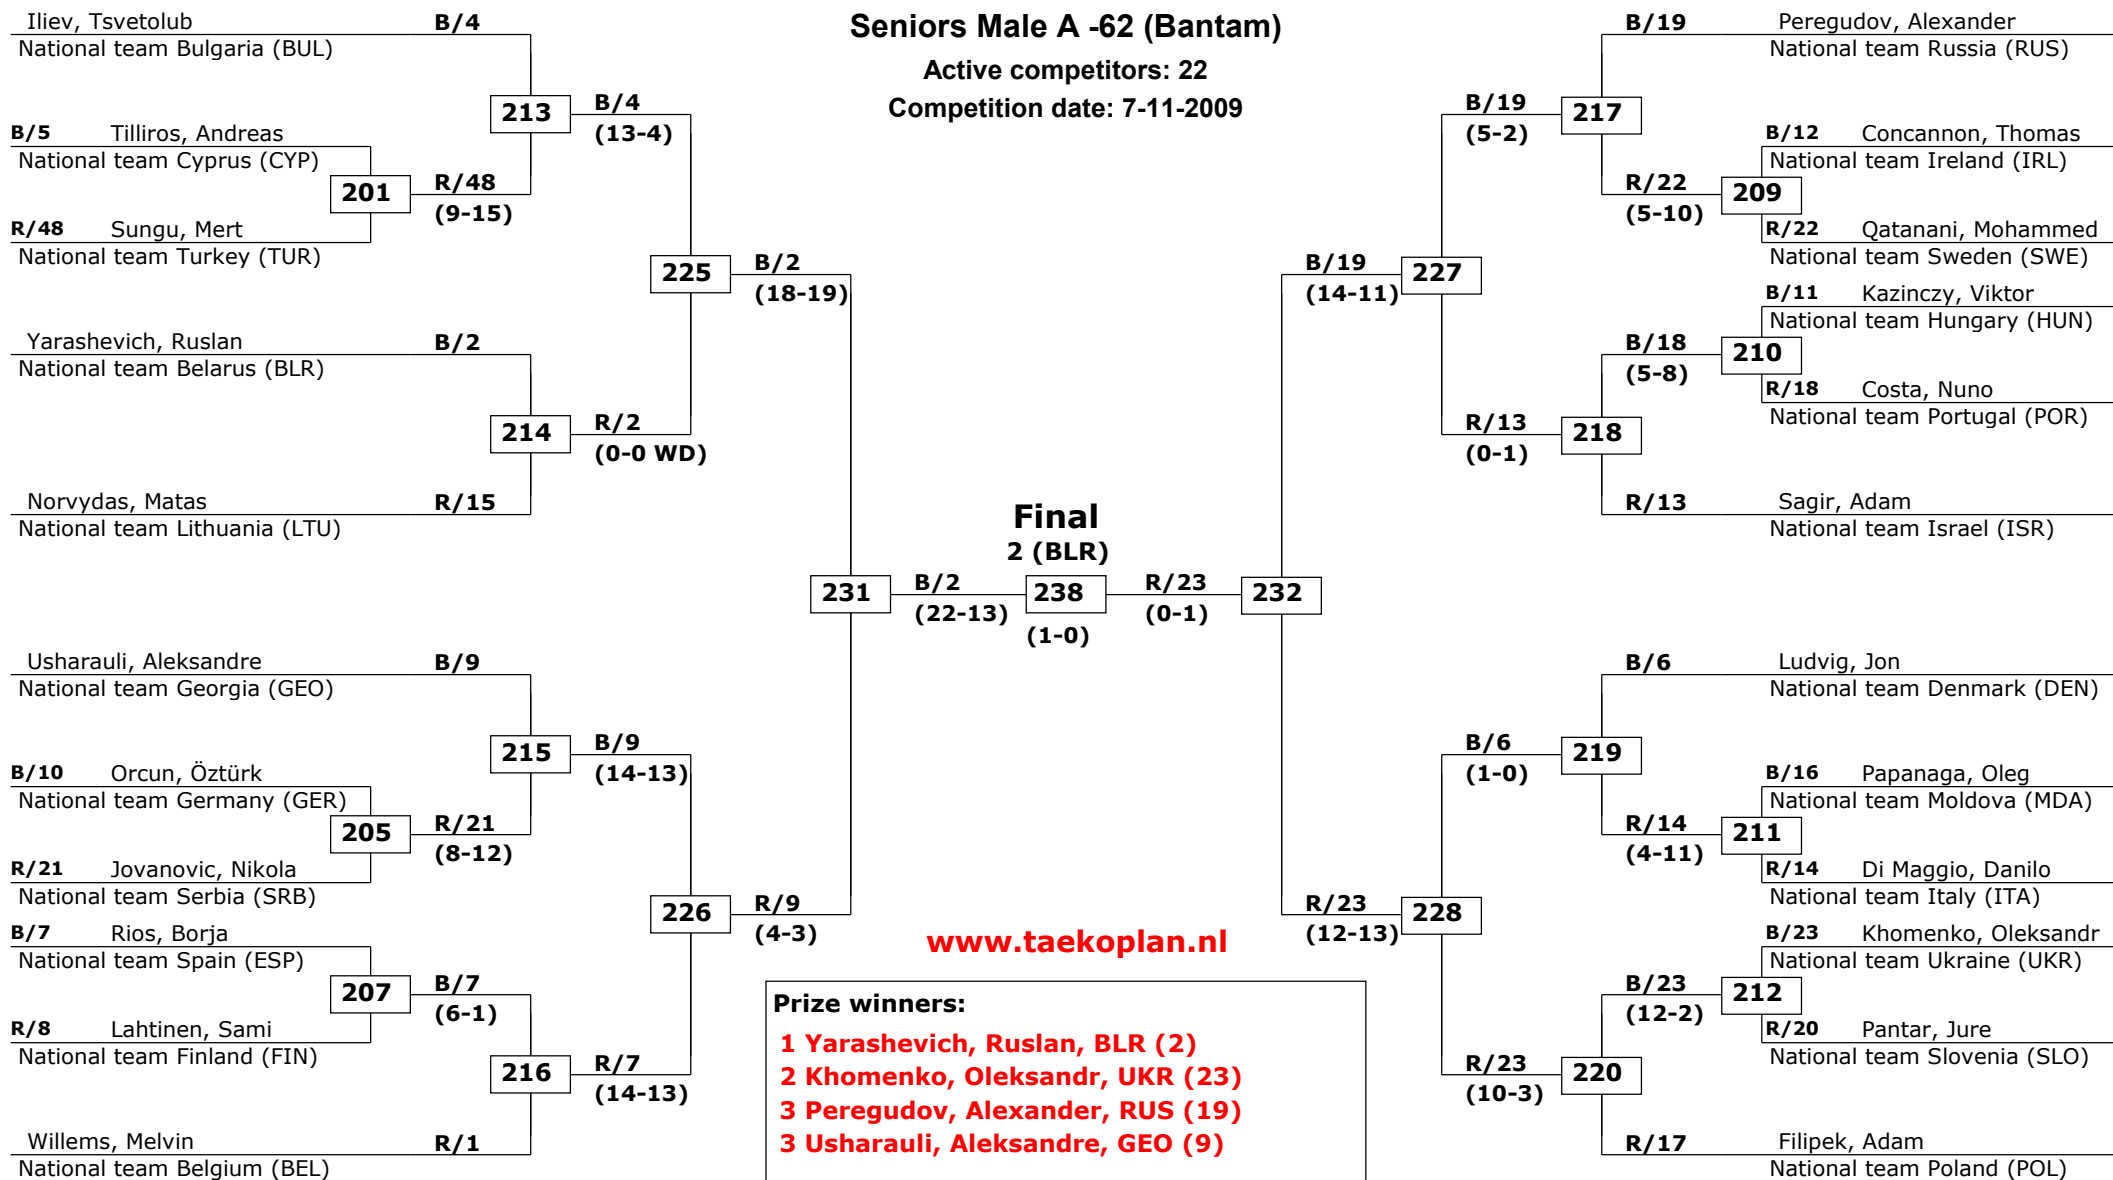 Seniors Male A -62 (Bantam)
Active competitors: 22
Competition date: 7-11-2009
Iliev, Tsvetolub B/4
National team Bulgaria (BUL)
213
B/4
(13-4)
B/5 Tilliros, Andreas
National team Cyprus (CYP)
201
R/48
(9-15)
R/48 Sungu, Mert
National team Turkey (TUR)
225
B/2
(18-19)
Yarashevich, Ruslan B/2
National team Belarus (BLR)
214
R/2
(0-0 WD)
Norvydas, Matas R/15
National team Lithuania (LTU)
231
B/2
(22-13)
Usharauli, Aleksandre B/9
National team Georgia (GEO)
215
B/9
(14-13)
B/10 Orcun, Öztürk
National team Germany (GER)
205
R/21
(8-12)
R/21 Jovanovic, Nikola
National team Serbia (SRB)
226
R/9
(4-3)
B/7 Rios, Borja
National team Spain (ESP)
207
B/7
(6-1)
R/8 Lahtinen, Sami
National team Finland (FIN)
216
R/7
(14-13)
Willems, Melvin R/1
National team Belgium (BEL)
Final
2 (BLR)
238
(1-0)
B/19 Peregudov, Alexander
National team Russia (RUS)
B/19
(5-2)
217
B/12 Concannon, Thomas
National team Ireland (IRL)
R/22
(5-10)
209
R/22 Qatanani, Mohammed
National team Sweden (SWE)
B/19
(14-11)
227
B/11 Kazinczy, Viktor
National team Hungary (HUN)
B/18
(5-8)
210
R/18 Costa, Nuno
National team Portugal (POR)
R/13
(0-1)
218
R/13 Sagir, Adam
National team Israel (ISR)
R/23
(0-1)
232
B/6 Ludvig, Jon
National team Denmark (DEN)
B/6
(1-0)
219
B/16 Papanaga, Oleg
National team Moldova (MDA)
R/14
(4-11)
211
R/14 Di Maggio, Danilo
National team Italy (ITA)
R/23
(12-13)
228
B/23 Khomenko, Oleksandr
National team Ukraine (UKR)
B/23
(12-2)
212
R/20 Pantar, Jure
National team Slovenia (SLO)
R/23
(10-3)
220
R/17 Filipek, Adam
National team Poland (POL)
www.taekoplan.nl
Prize winners:
1 Yarashevich, Ruslan, BLR (2)
2 Khomenko, Oleksandr, UKR (23)
3 Peregudov, Alexander, RUS (19)
3 Usharauli, Aleksandre, GEO (9)